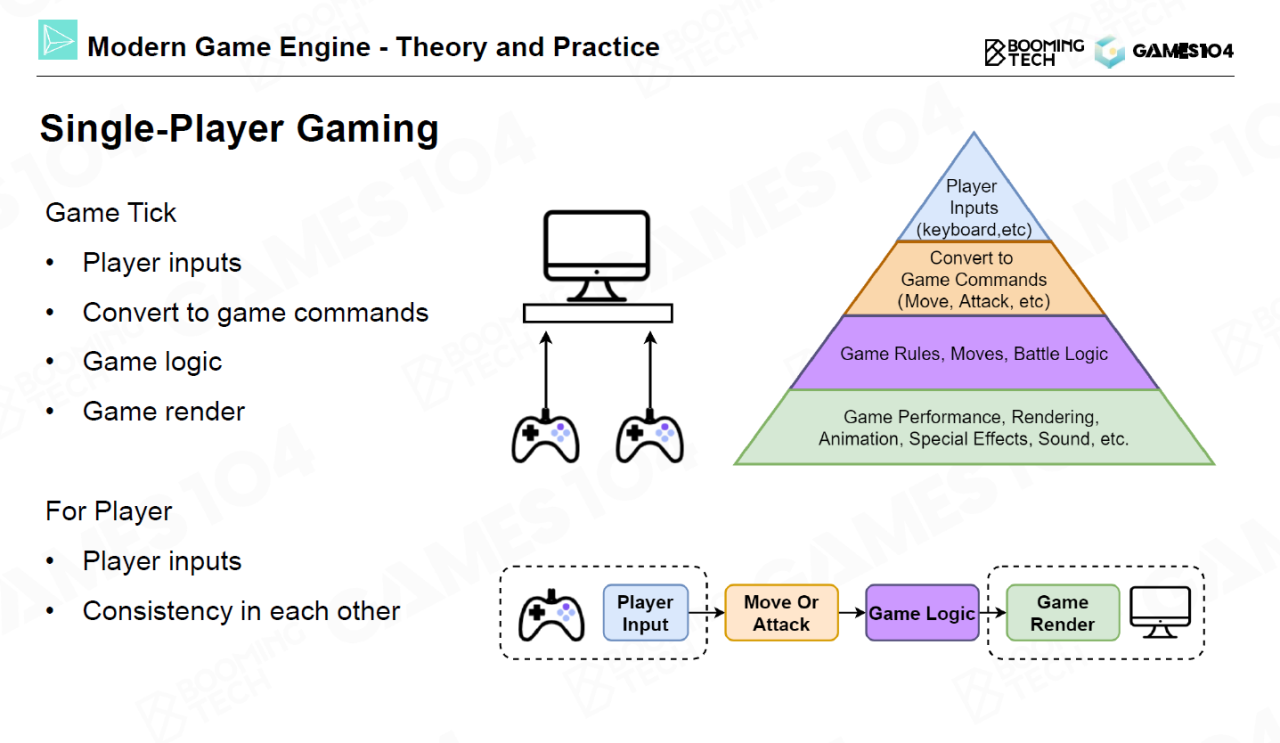 Modern Game Engine - Theory and Practice
BOOMING
TECH
GAMES104
Single-Player Gaming
Game Tick
• Player inputs
• Convert to game commands
• Game logic
• Game render
For Player
• Player inputs
• Consistency in each other
Player
Inputs
(keyboard,etc)
Convert to
Game Commands
(Move, Attack, etc)
Game Rules, Moves, Battle Logic
Game Performance, Rendering,
Animation, Special Effects, Sound, etc.
Player
Input
Move Or
Attack
Game Logic
Game
Render